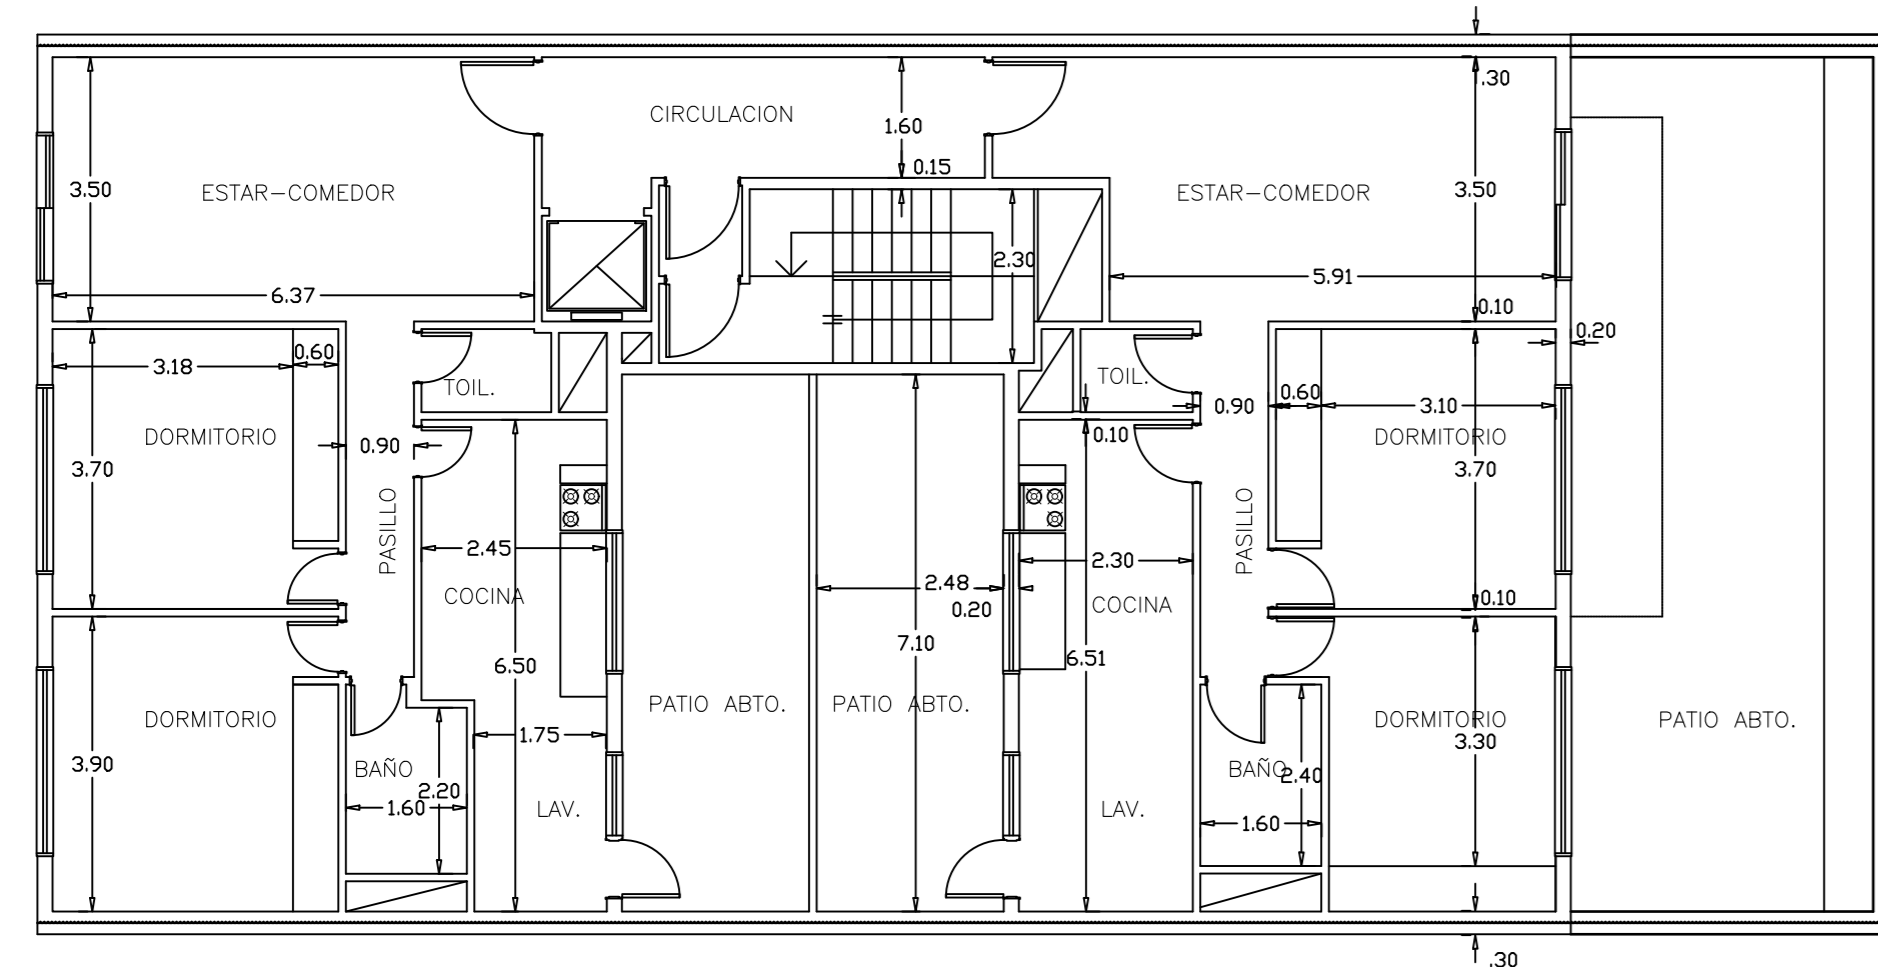 .30
CIRCULACION
1.60
0.15
3.50
ESTAR-COMEDOR
ESTAR-COMEDOR
3.50
2.30
5.91
6.37
0.10
0.20
3.18
0.60
TOIL.
TOIL.
0.90
0.60
3.10
DORMITORIO
0.90
0.10
DORMITORIO
3.70
3.70
PASILLO
PASILLO
2.45
2.30
2.48
0.20
COCINA
COCINA
0.10
7.10
6.50
6.51
DORMITORIO
PATIO ABTO.
PATIO ABTO.
DORMITORIO
PATIO ABTO.
1.75
3.30
3.90
BAÑO
BAÑO
2.40
2.20
1.60
LAV.
LAV.
1.60
.30